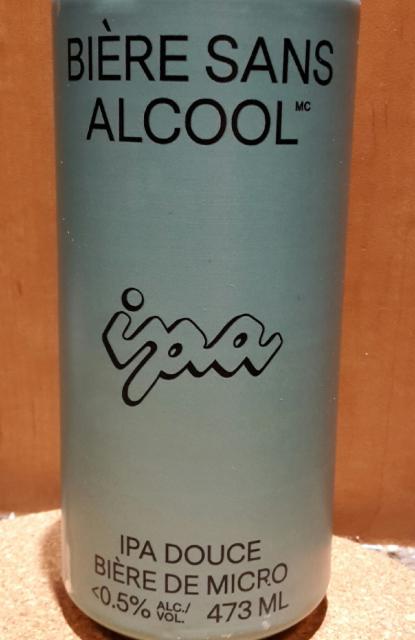 BIÈRE SANS
ALCOOL MC
ipa
IPA DOUCE
BIÈRE DE MICRO
<0.5% ALC./VOL. 473 ML